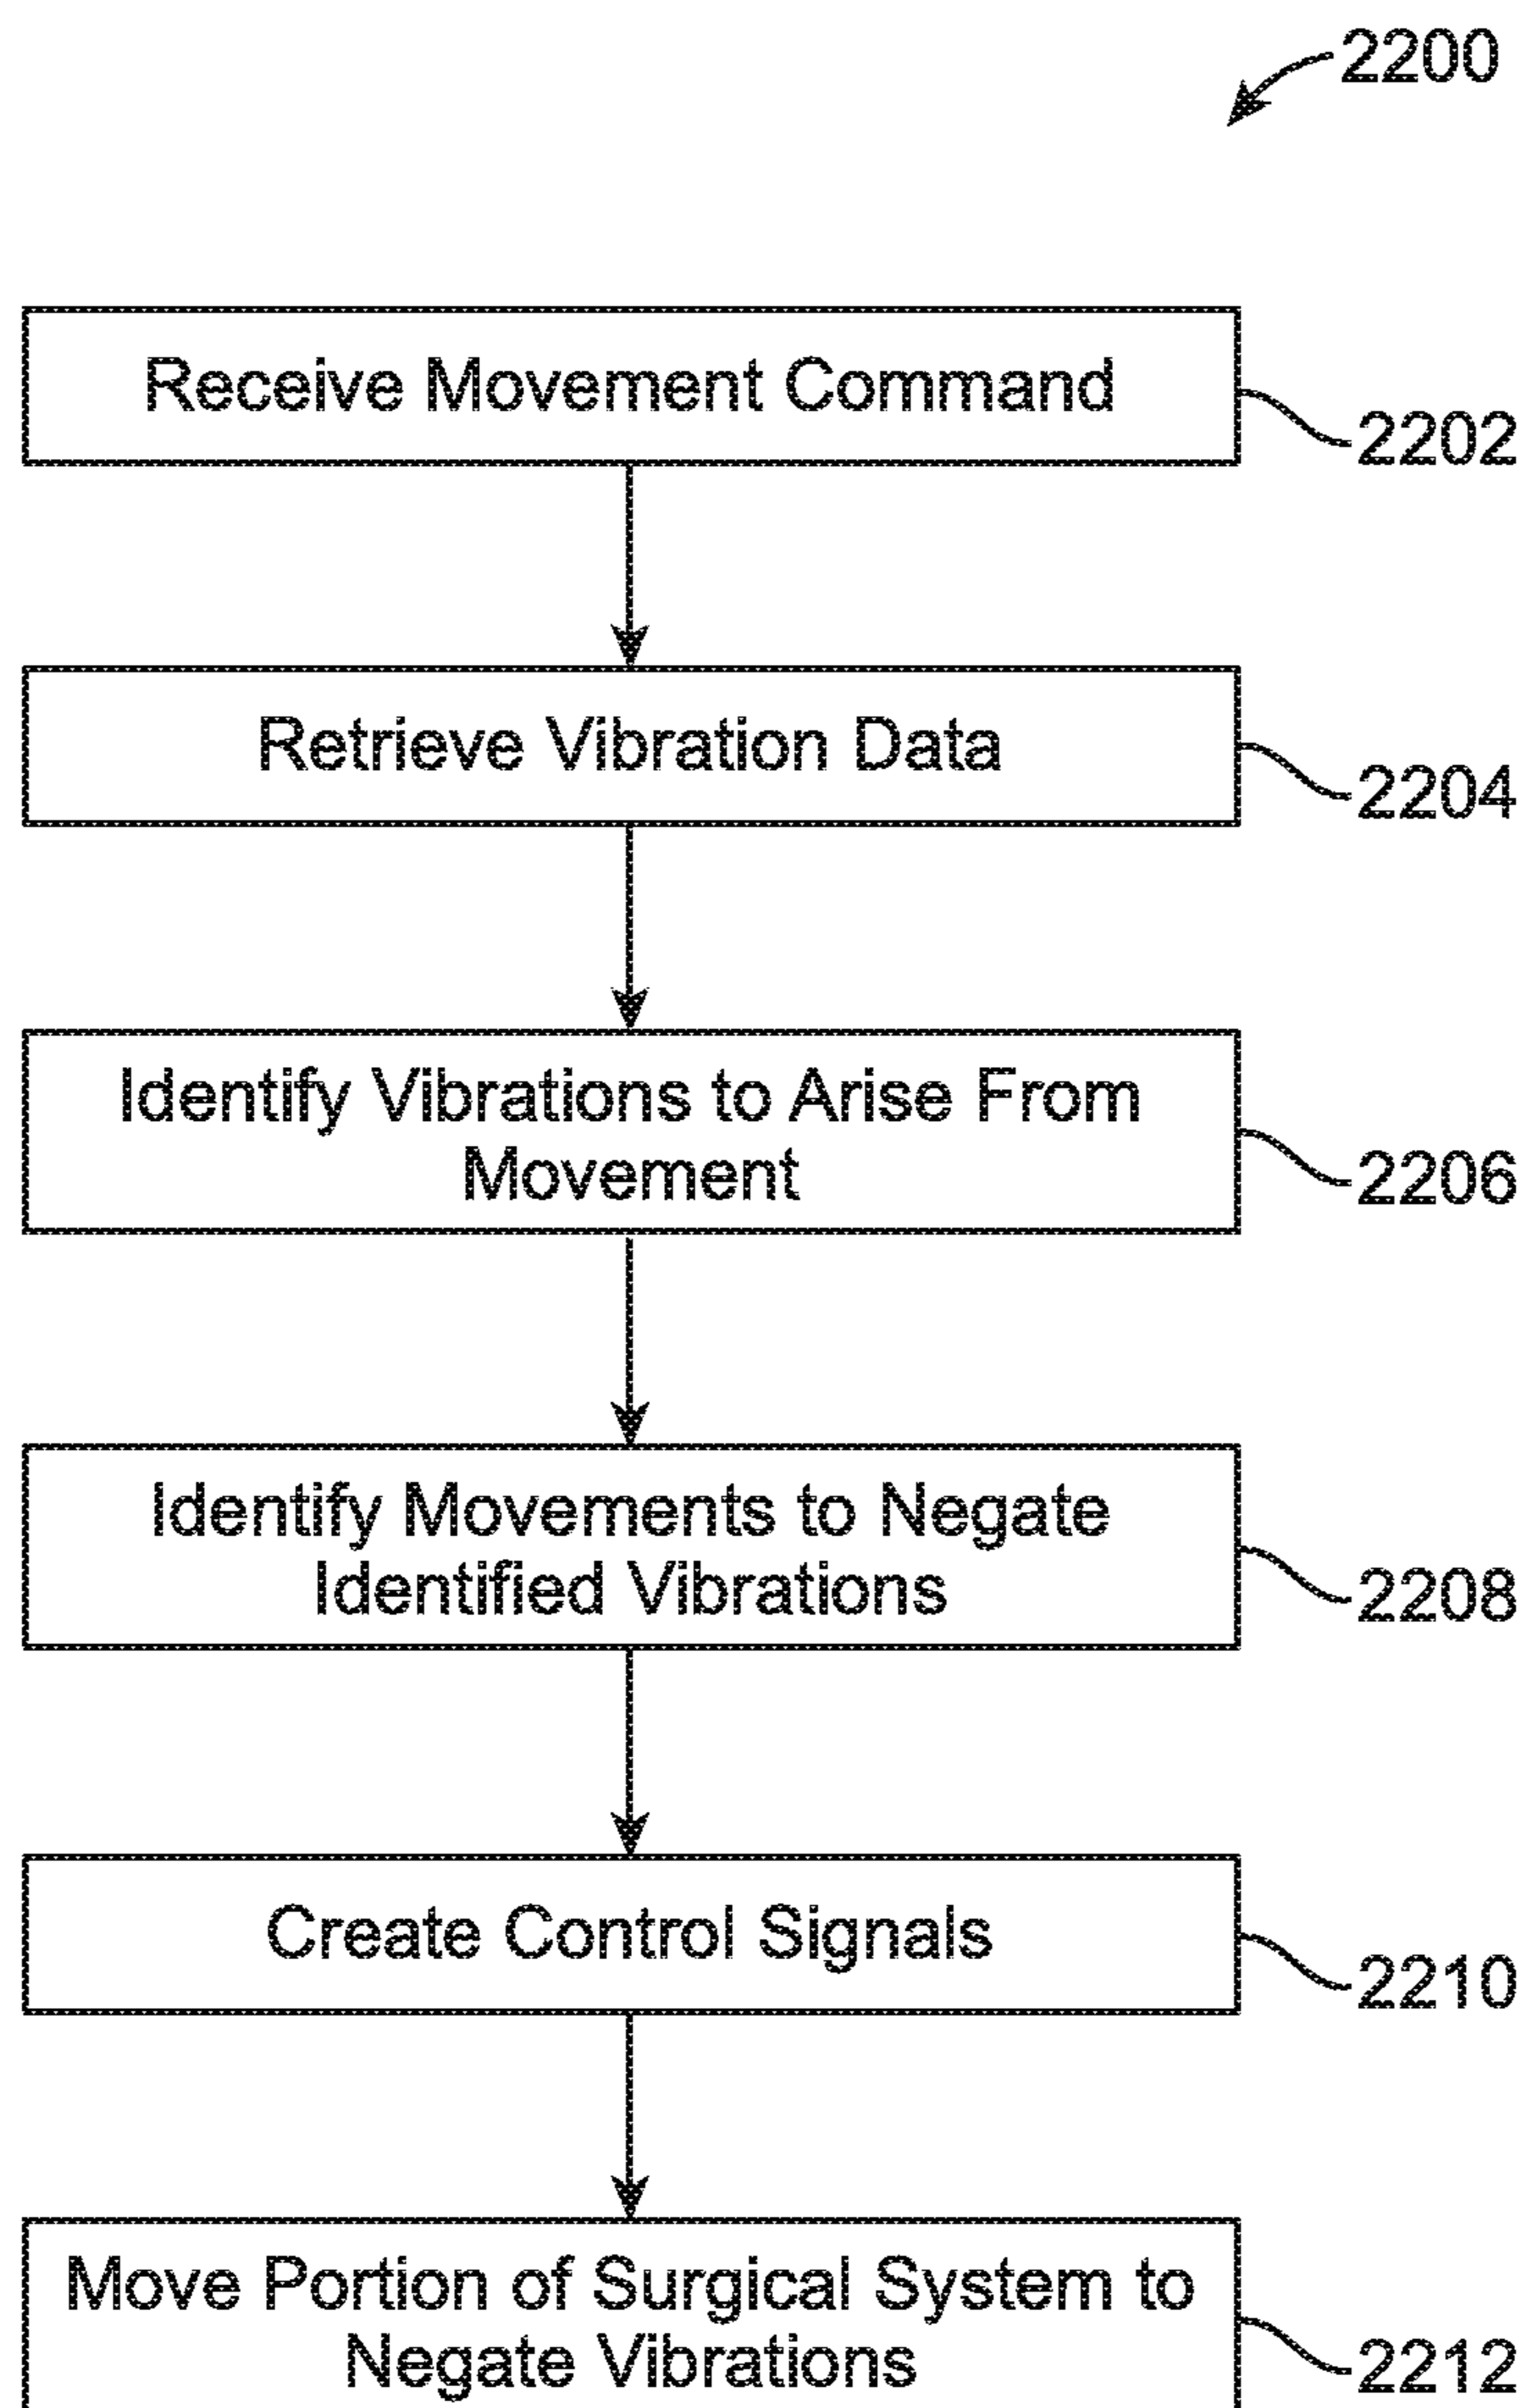 2200
Receive Movement Command
2202
Retrieve Vibration Data
2204
Identify Vibrations to Arise From
Movement
2206
Identify Movements to Negate
Identified Vibrations
2208
Create Control Signals
2210
Move Portion of Surgical System to
Negate Vibrations
2212